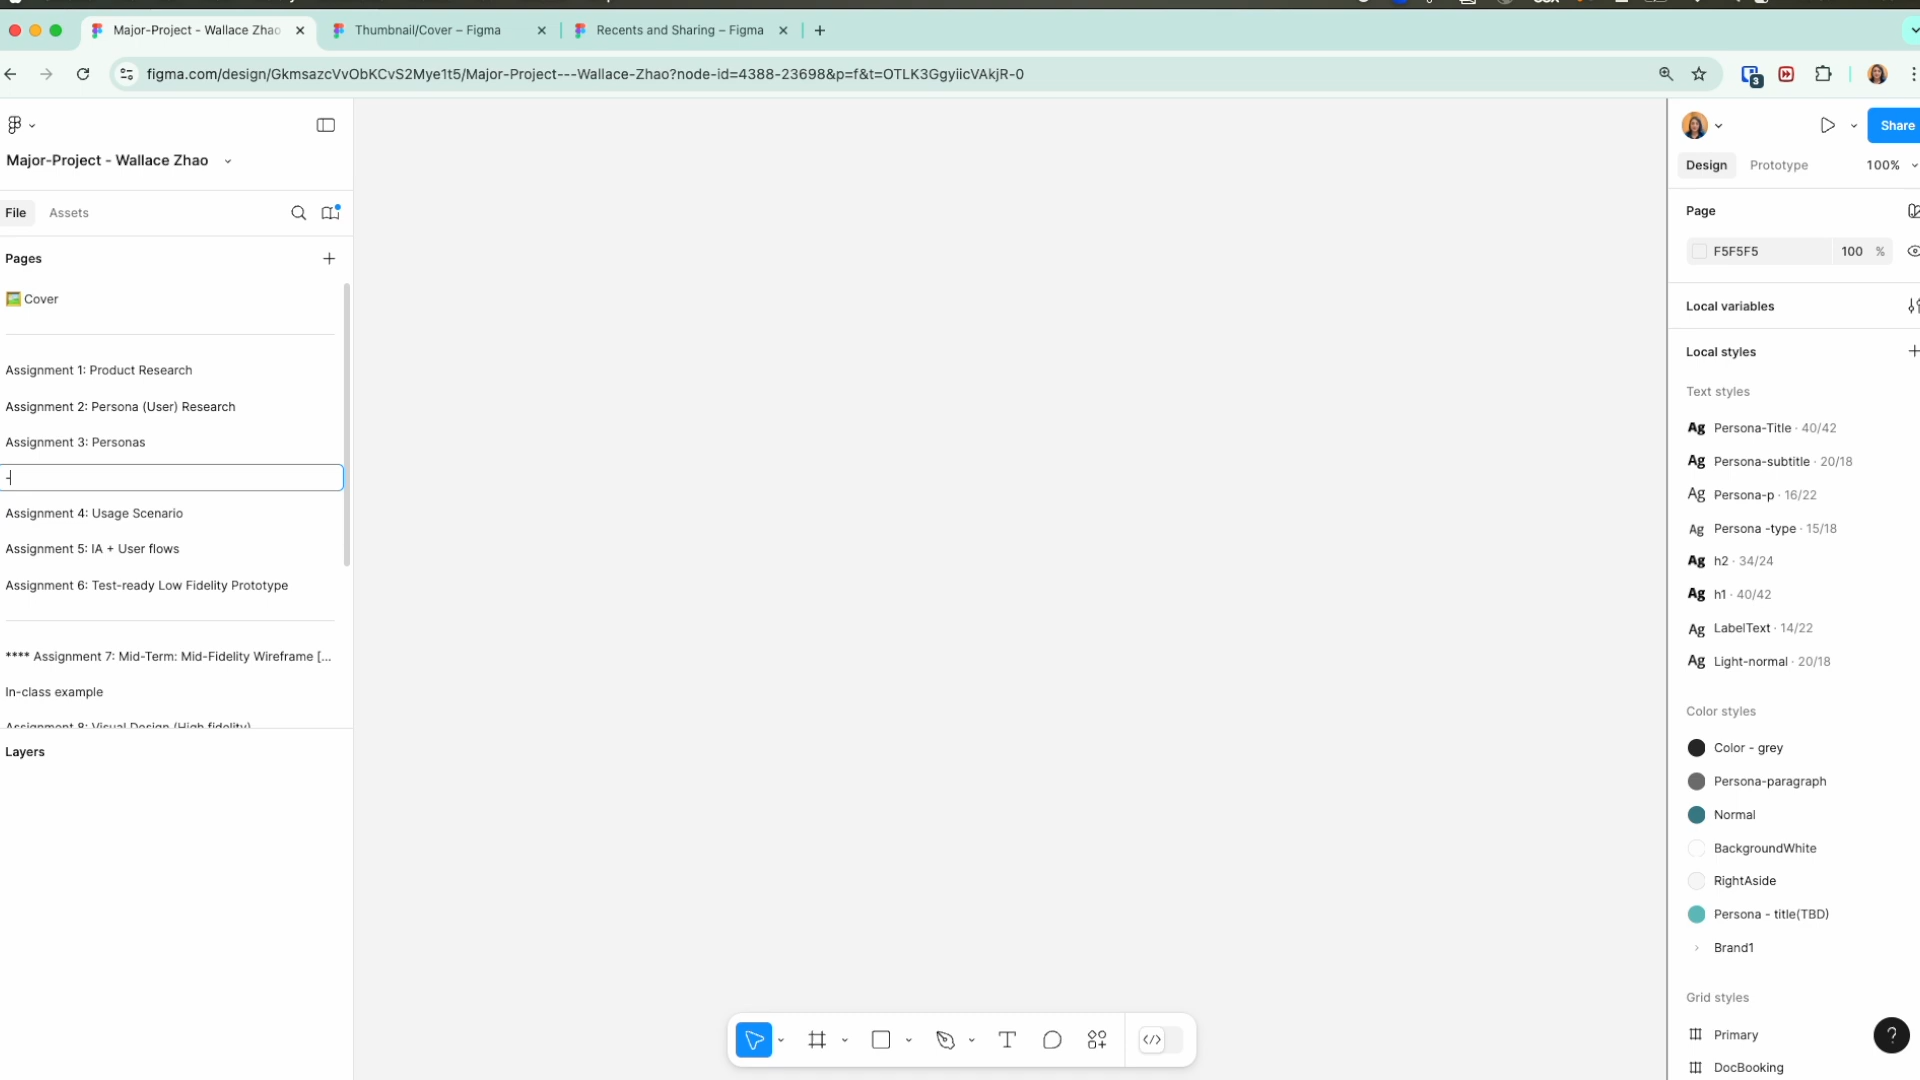 Major-Project - Wallace Zhao
Thumbnail/Cover – Figma
Recents and Sharing – Figma
figma.com/design/GkmsazcVvObKCvS2Mye1t5/Major-Project---Wallace-Zhao?node-id=4388-23698&p=f&t=OTLK3GgyiicVAkjR-0
3
Major-Project - Wallace Zhao
Share
Design
Prototype
100%
File
Assets
Page
F5F5F5
100 %
Pages
Cover
Assignment 1: Product Research
Assignment 2: Persona (User) Research
Assignment 3: Personas
-
Assignment 4: Usage Scenario
Assignment 5: IA + User flows
Assignment 6: Test-ready Low Fidelity Prototype
**** Assignment 7: Mid-Term: Mid-Fidelity Wireframe [...
In-class example
Assignment 8: Visual Design (High fidelity)
Layers
Local variables
Local styles
Text styles
Ag Persona-Title · 40/42
Ag Persona-subtitle · 20/18
Ag Persona-p · 16/22
Ag Persona -type · 15/18
Ag h2 · 34/24
Ag h1 · 40/42
Ag LabelText · 14/22
Ag Light-normal · 20/18
Color styles
Color - grey
Persona-paragraph
Normal
BackgroundWhite
RightAside
Persona - title(TBD)
Brand1
Grid styles
Primary
DocBooking
?